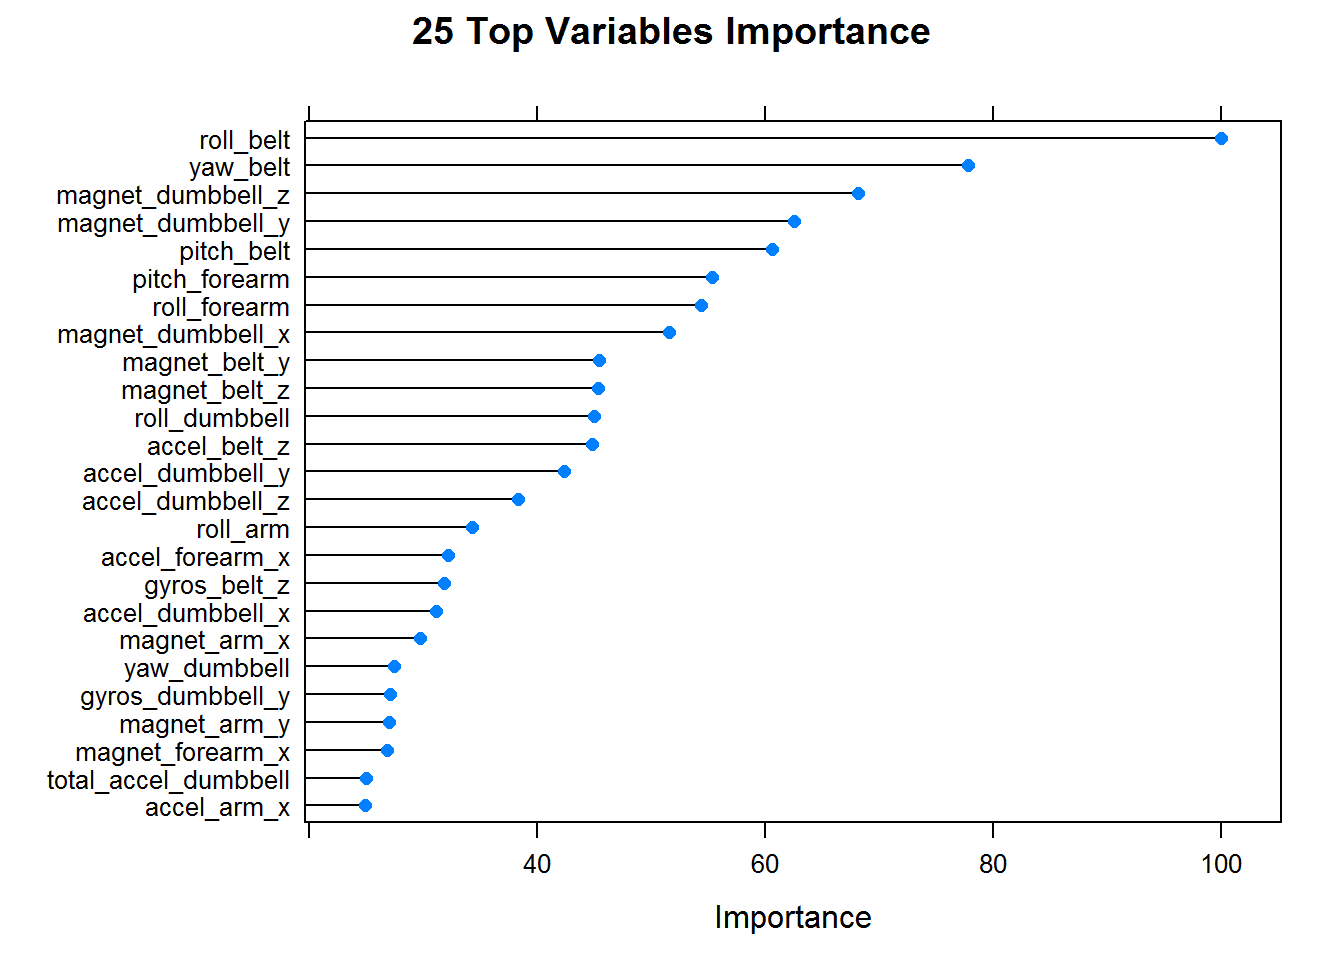 25 Top Variables Importance
roll_belt
yaw_belt
magnet_dumbbell_z
magnet_dumbbell_y
pitch_belt
pitch_forearm
roll_forearm
magnet_dumbbell_x
magnet_belt_y
magnet_belt_z
roll_dumbbell
accel_belt_z
accel_dumbbell_y
accel_dumbbell_z
roll_arm
accel_forearm_x
gyros_belt_z
accel_dumbbell_x
magnet_arm_x
yaw_dumbbell
gyros_dumbbell_y
magnet_arm_y
magnet_forearm_x
total_accel_dumbbell
accel_arm_x
40 60 80 100
Importance